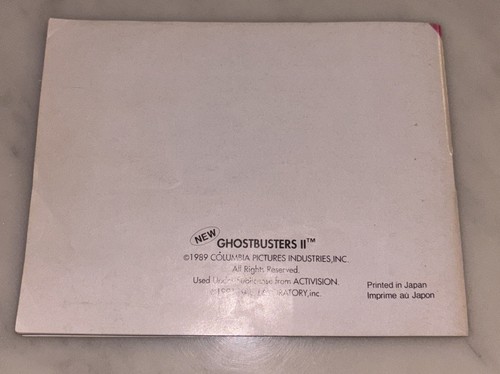 NEW GHOSTBUSTERS II™
©1989 COLUMBIA PICTURES INDUSTRIES,INC.
All Rights Reserved.
Used from ACTIVISION.
Printed in Japan
Imprime au Japon